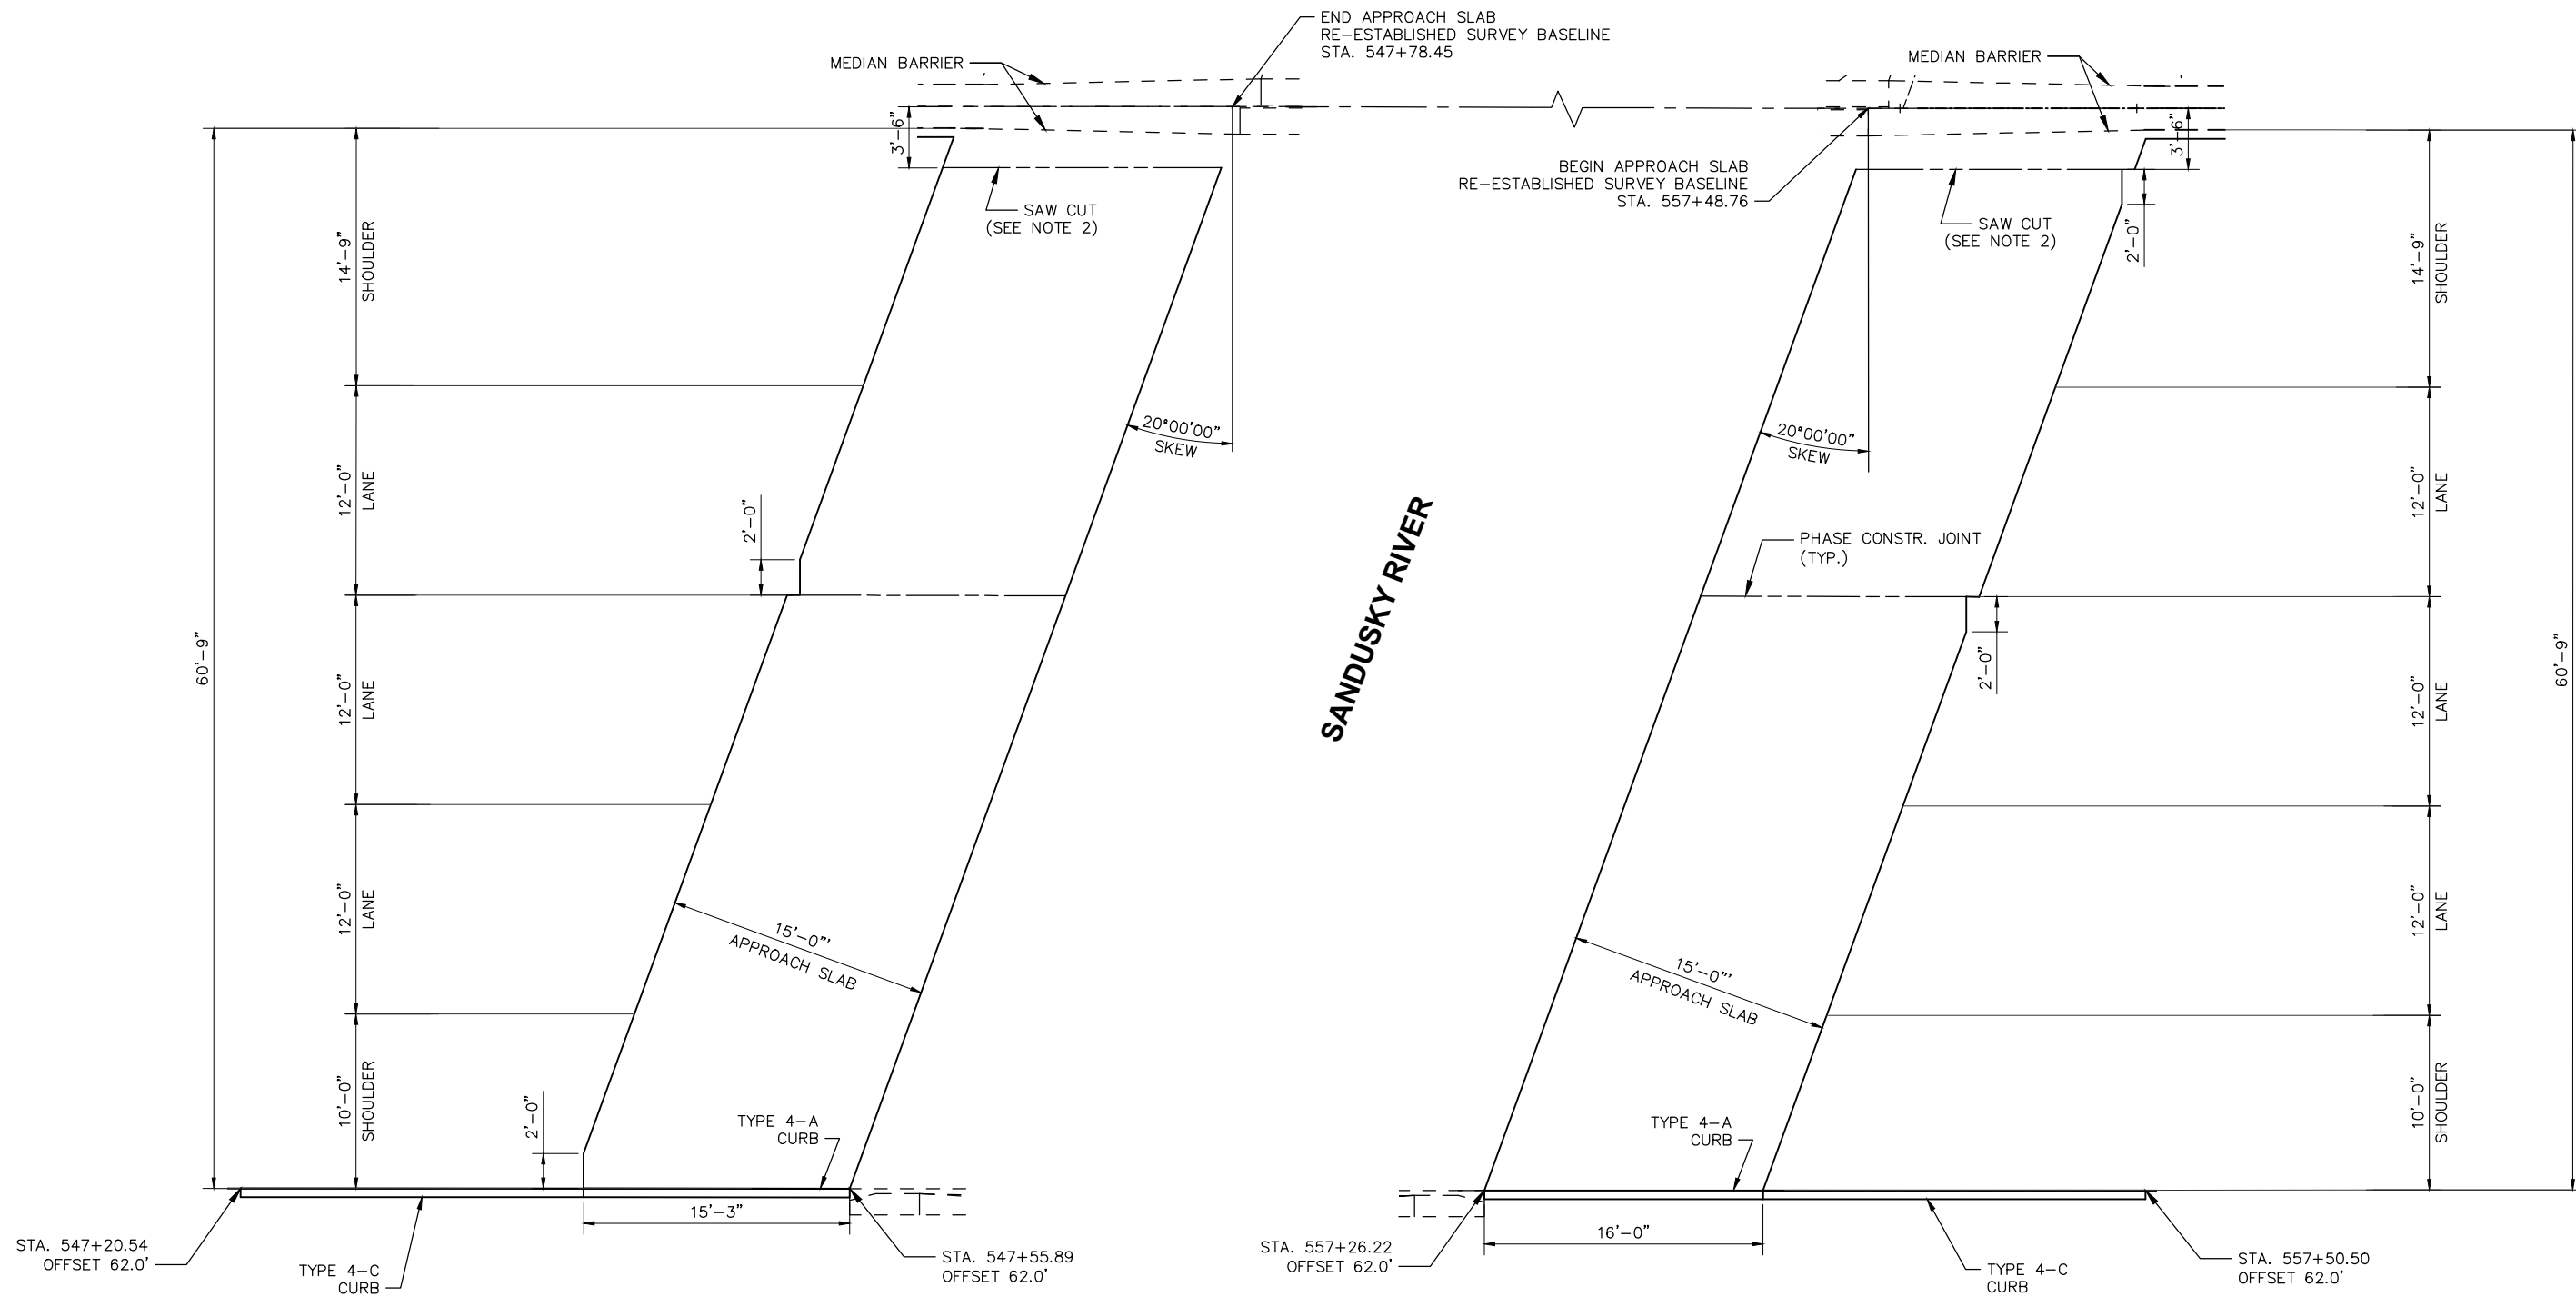 END APPROACH SLAB
RE-ESTABLISHED SURVEY BASELINE
STA. 547+78.45
MEDIAN BARRIER
MEDIAN BARRIER
3'-6"
3'-6"
BEGIN APPROACH SLAB
RE-ESTABLISHED SURVEY BASELINE
STA. 557+48.76
SAW CUT
(SEE NOTE 2)
SAW CUT
(SEE NOTE 2)
2'-0"
14'-9"
SHOULDER
14'-9"
SHOULDER
20°00'00"
SKEW
20°00'00"
SKEW
12'-0"
LANE
12'-0"
LANE
2'-0"
PHASE CONSTR. JOINT
(TYP.)
SANDUSKY RIVER
60'-9"
60'-9"
2'-0"
12'-0"
LANE
12'-0"
LANE
12'-0"
LANE
12'-0"
LANE
15'-0"'
APPROACH SLAB
15'-0"'
APPROACH SLAB
10'-0"
SHOULDER
10'-0"
SHOULDER
2'-0"
TYPE 4-A
CURB
TYPE 4-A
CURB
15'-3"
16'-0"
STA. 547+20.54
OFFSET 62.0'
TYPE 4-C
CURB
STA. 547+55.89
OFFSET 62.0'
STA. 557+26.22
OFFSET 62.0'
TYPE 4-C
CURB
STA. 557+50.50
OFFSET 62.0'